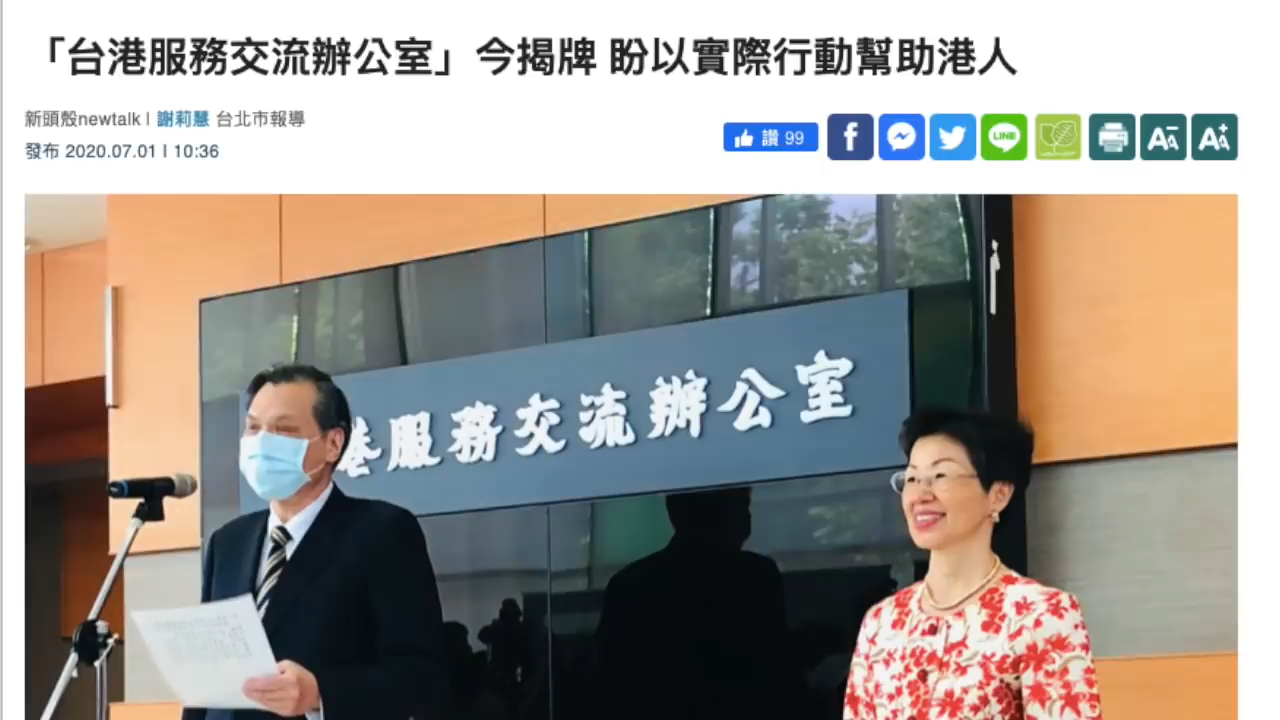 「台港服務交流辦公室」今揭牌 盼以實際行動幫助港人
新頭殼newtalk | 謝莉慧 台北市報導
發布 2020.07.01 | 10:36
讚 99
LINE
港服務交流辦公室